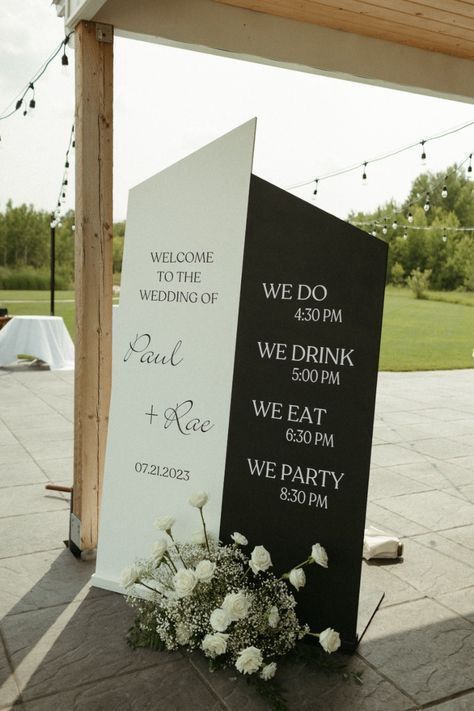 WELCOME
TO THE
WEDDING OF
Paul
+ Rae
07.21.2023
WE DO
4:30 PM
WE DRINK
5:00 PM
WE EAT
6:30 PM
WE PARTY
8:30 PM